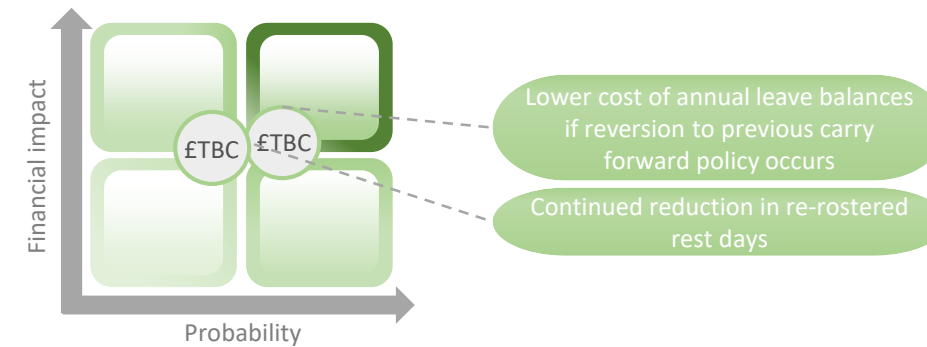 Financial impact
£TBC
£TBC
Probability
Lower cost of annual leave balances
if reversion to previous carry
forward policy occurs
Continued reduction in re-rostered
rest days